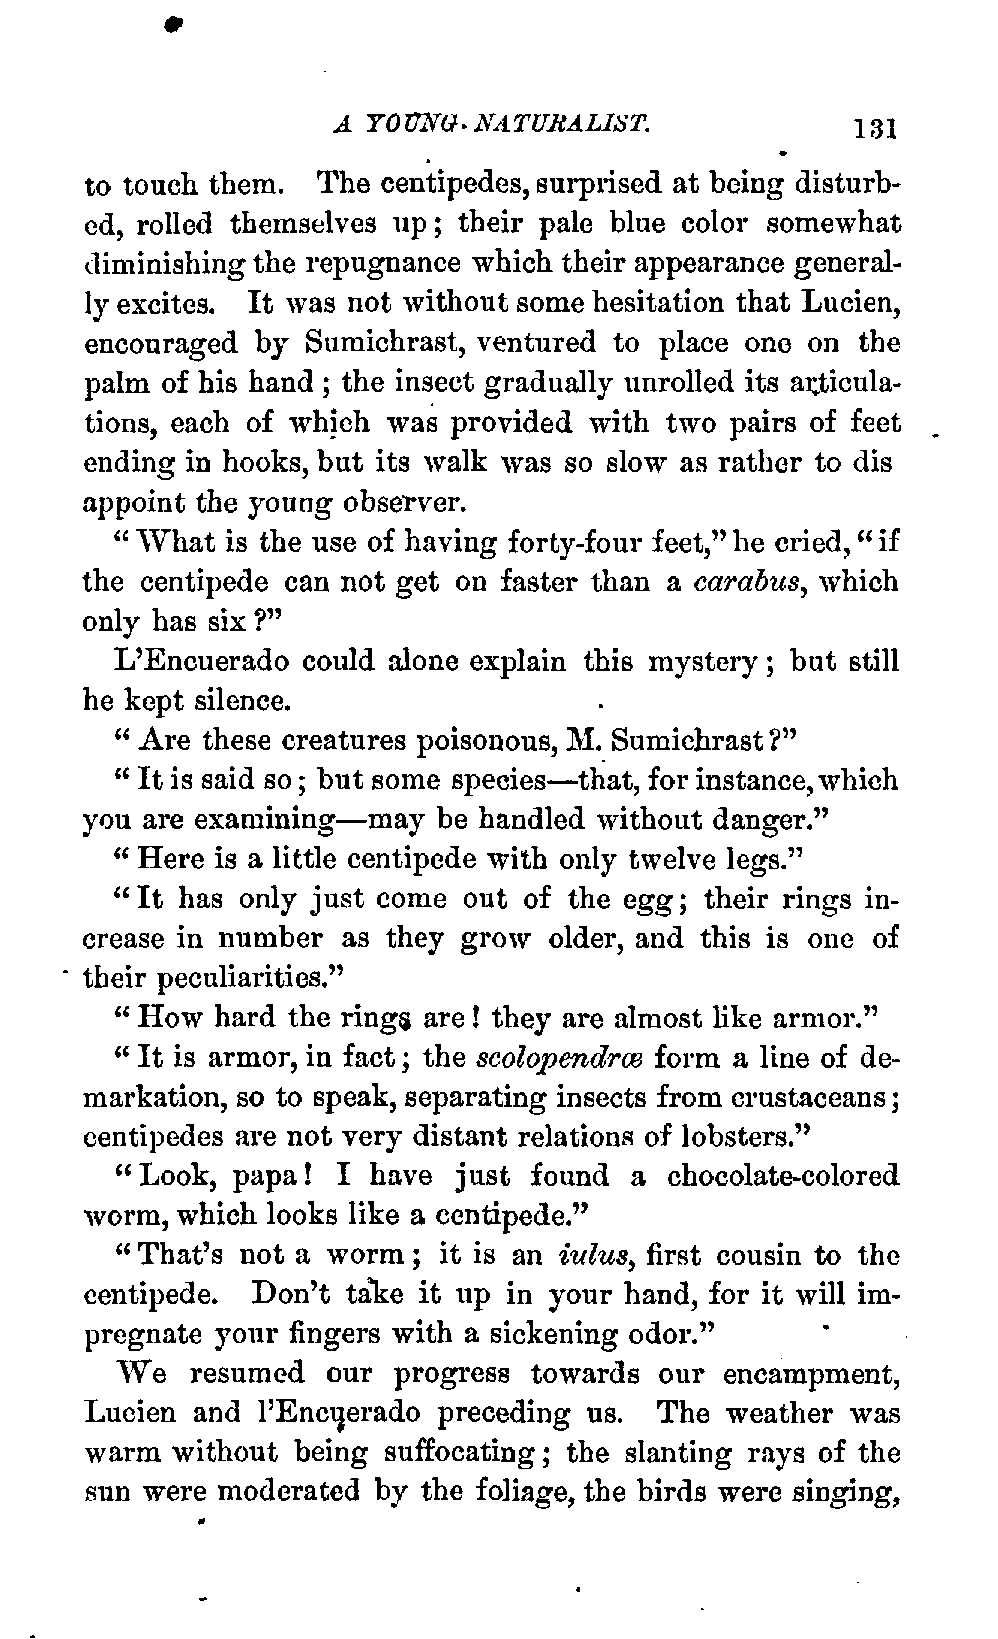 A YOUNG NATURALIST. 131
to touch them. The centipedes, surprised at being disturb-
ed, rolled themselves up; their pale blue color somewhat
diminishing the repugnance which their appearance general-
ly excites. It was not without some hesitation that Lucien,
encouraged by Sumichrast, ventured to place one on the
palm of his hand; the insect gradually unrolled its articula-
tions, each of which was provided with two pairs of feet
ending in hooks, but its walk was so slow as rather to dis
appoint the young observer.
“What is the use of having forty-four feet,” he cried, “if
the centipede can not get on faster than a carabus, which
only has six?”
L’Encuerado could alone explain this mystery; but still
he kept silence.
“Are these creatures poisonous, M. Sumichrast?”
“It is said so; but some species—that, for instance, which
you are examining—may be handled without danger.”
“Here is a little centipede with only twelve legs.”
“It has only just come out of the egg; their rings in-
crease in number as they grow older, and this is one of
their peculiarities.”
“How hard the rings are! they are almost like armor.”
“It is armor, in fact; the scolopendræ form a line of de-
markation, so to speak, separating insects from crustaceans;
centipedes are not very distant relations of lobsters.”
“Look, papa! I have just found a chocolate-colored
worm, which looks like a centipede.”
“That’s not a worm; it is an iulus, first cousin to the
centipede. Don’t take it up in your hand, for it will im-
pregnate your fingers with a sickening odor.”
We resumed our progress towards our encampment,
Lucien and l’Encuerado preceding us. The weather was
warm without being suffocating; the slanting rays of the
sun were moderated by the foliage, the birds were singing,